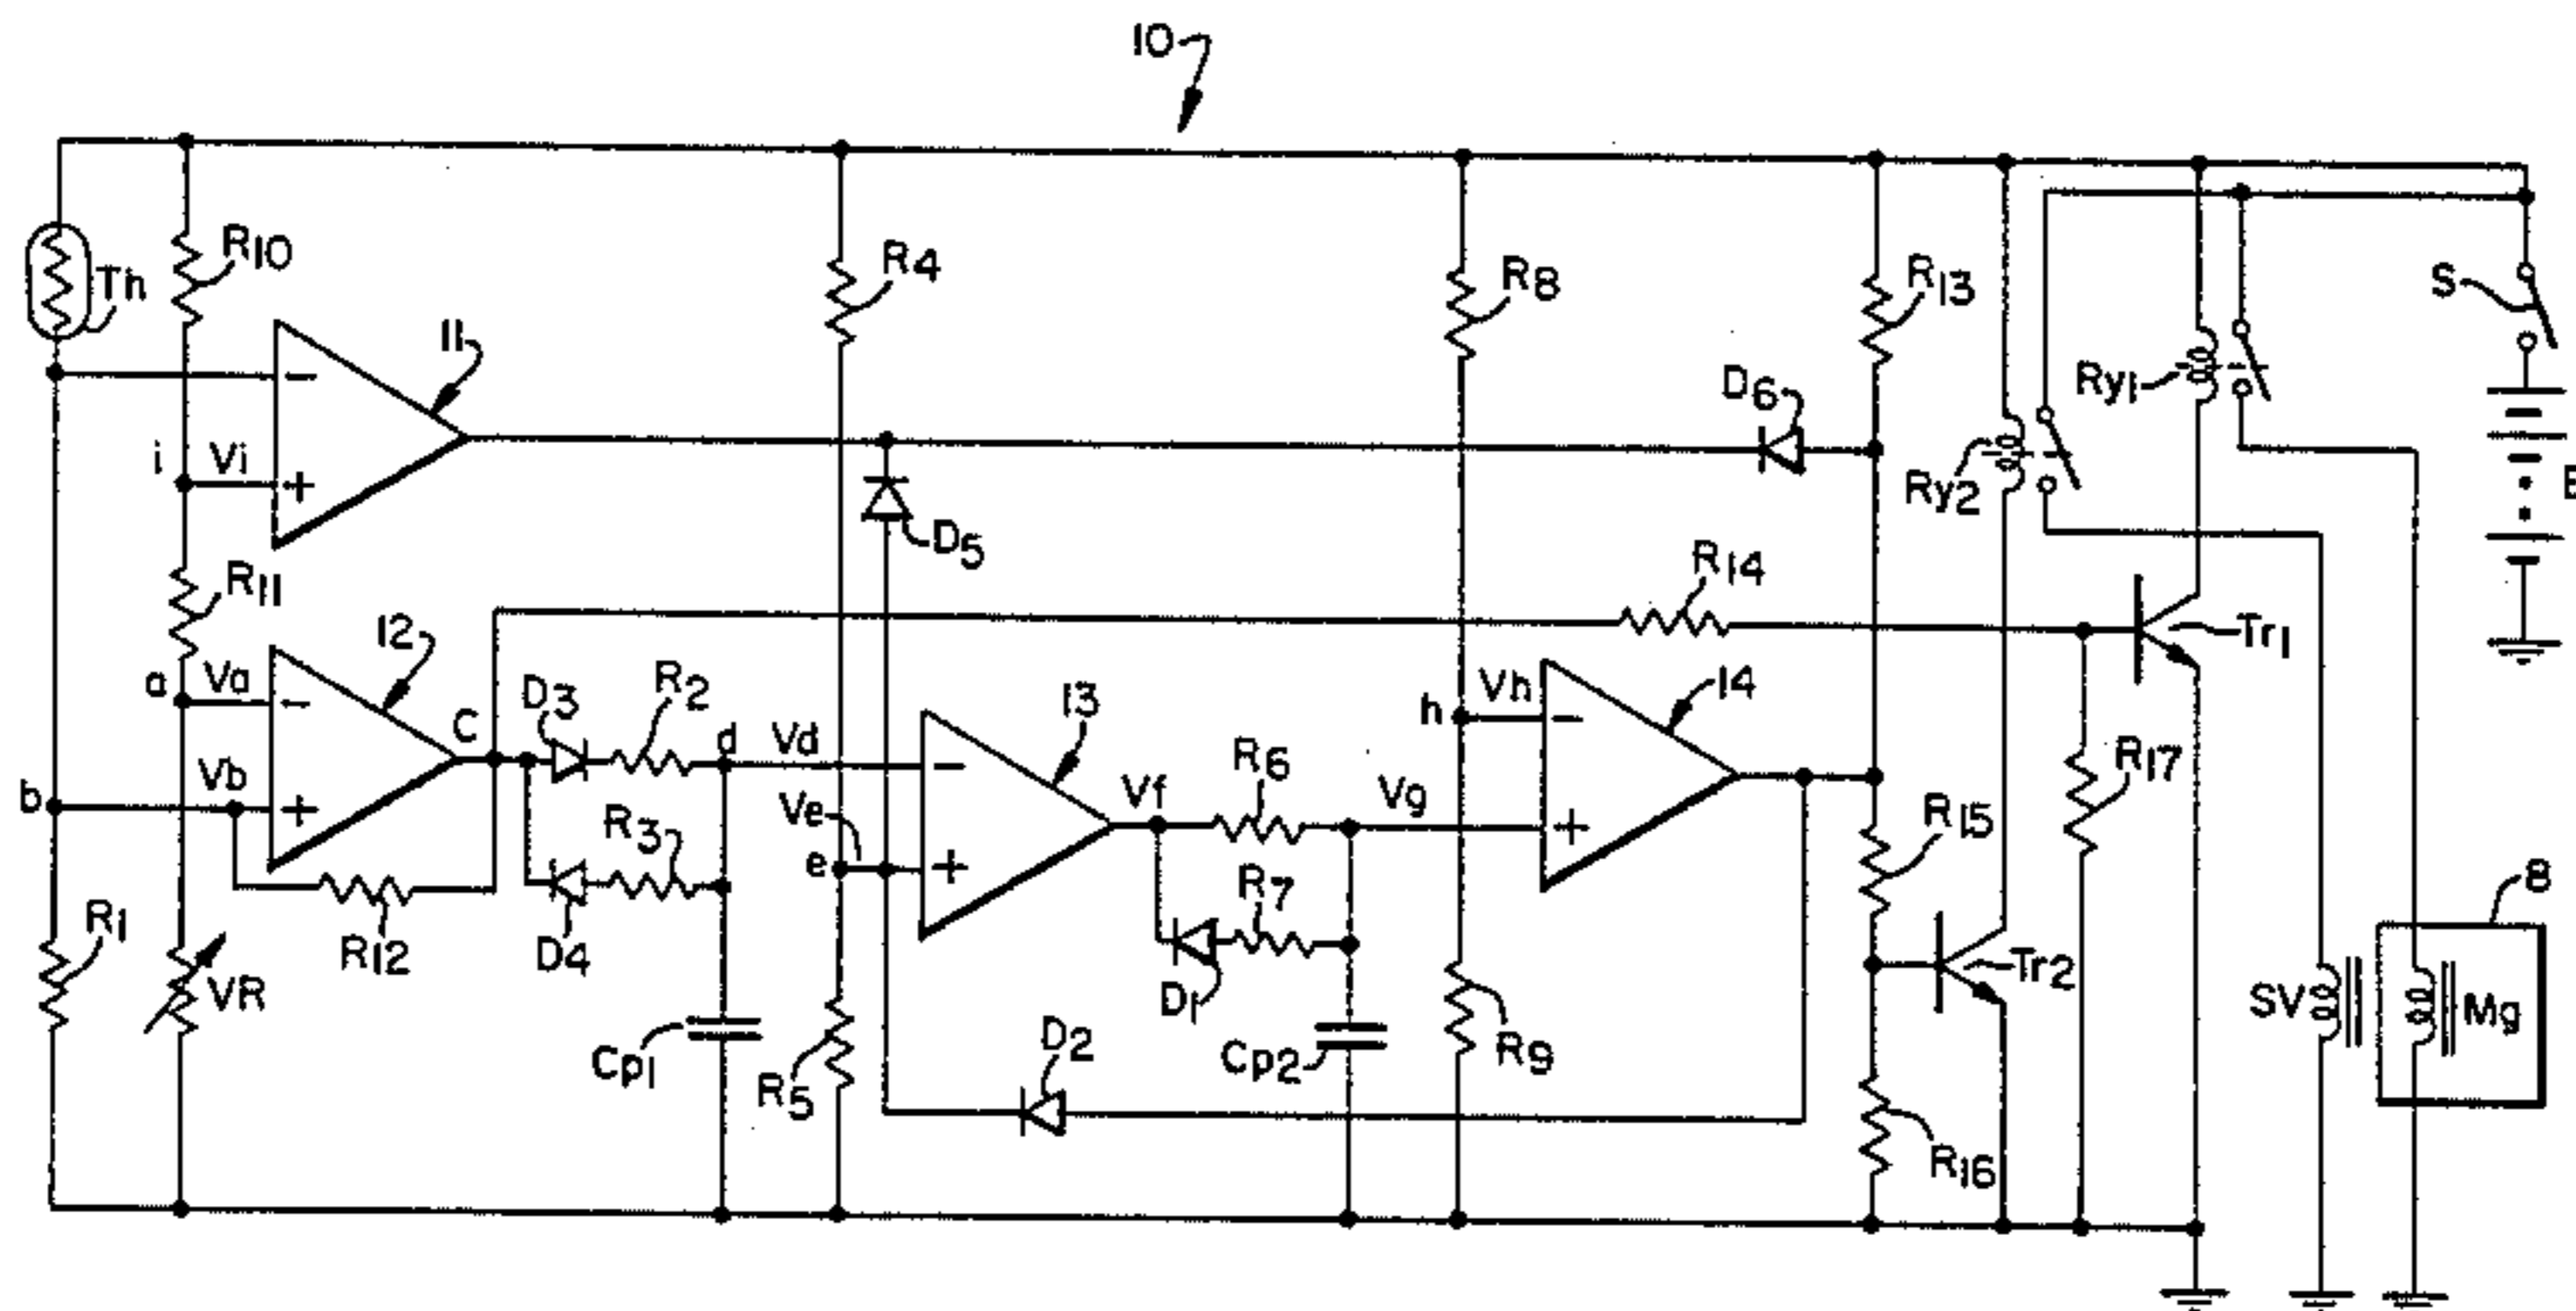 10
Th
R10
R4
R8
R13
S
11
D6
Ry1
i
Vi
Ry2
D5
R11
R14
12
Tr1
a
Va
C
D3
R2
d
Vd
13
h
Vh
14
b
Vb
R17
Ve
Vf
R6
Vg
R15
R3
e
R1
R12
D4
VR
R7
8
D1
Tr2
SV
Mg
Cp1
R5
D2
Cp2
R9
R16